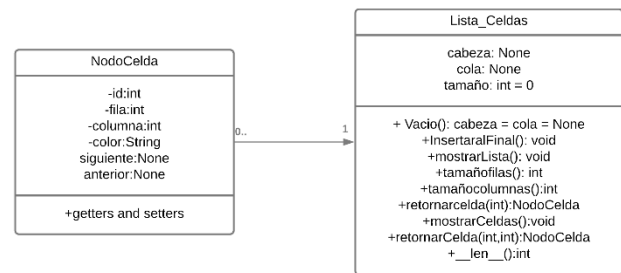 NodoCelda
-id:int
-fila:int
-columna:int
-color:String
siguiente:None
anterior:None
+getters and setters
0..
1
Lista_Celdas
cabeza: None
cola: None
tamaño: int = 0
+ Vacio(): cabeza = cola = None
+InsertaralFinal(): void
+mostrarLista(): void
+tamañofilas(): int
+tamañocolumnas():int
+retornarcelda(int):NodoCelda
+mostrarCeldas():void
+retornarCelda(int,int):NodoCelda
+__len__():int